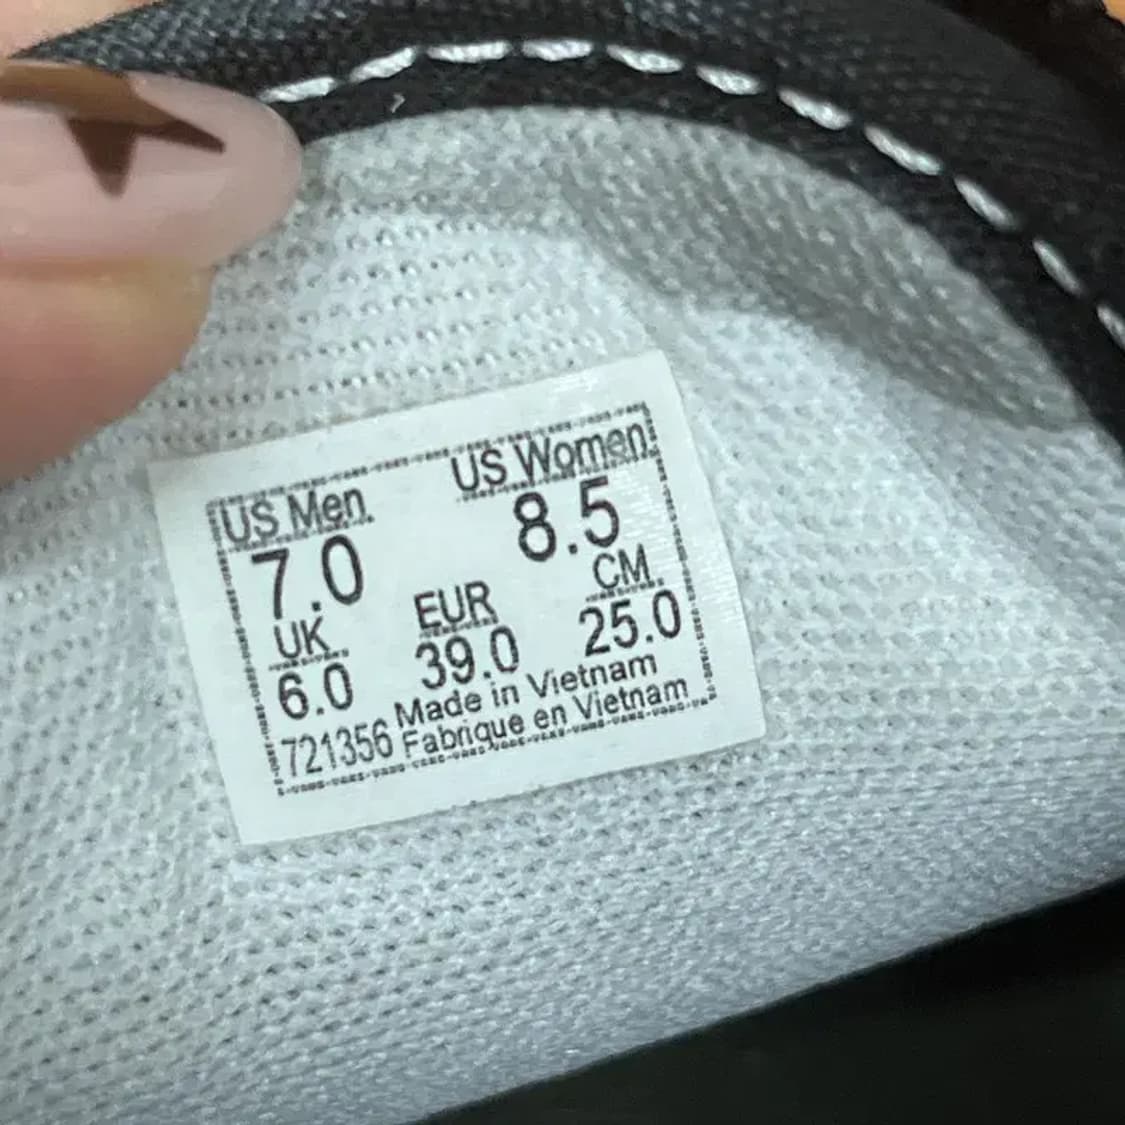 US Men US Women
7.0 8.5
UK EUR CM
6.0 39.0 25.0
Made in Vietnam
721356 Fabrique en Vietnam